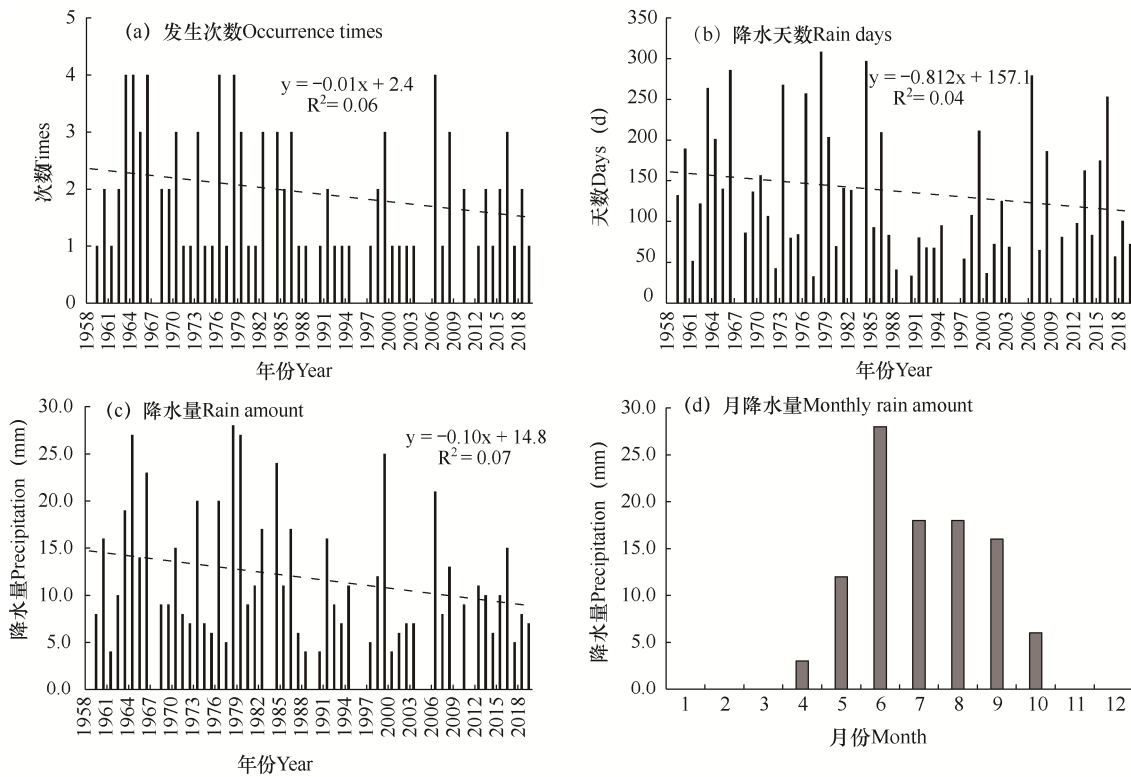 (a) 发生次数Occurrence times
y = −0.01x + 2.4
R²= 0.06
次数Times
5
4
3
2
1
0
1958 1961 1964 1967 1970 1973 1976 1979 1982 1985 1988 1991 1994 1997 2000 2003 2006 2009 2012 2015 2018
年份Year
(b) 降水天数Rain days
y = −0.812x + 157.1
R²= 0.04
天数Days (d)
350
300
250
200
150
100
50
0
1958 1961 1964 1967 1970 1973 1976 1979 1982 1985 1988 1991 1994 1997 2000 2003 2006 2009 2012 2015 2018
年份Year
(c) 降水量Rain amount
y = −0.10x + 14.8
R² = 0.07
降水量Precipitation (mm)
30.0
25.0
20.0
15.0
10.0
5.0
0.0
1958 1961 1964 1967 1970 1973 1976 1979 1982 1985 1988 1991 1994 1997 2000 2003 2006 2009 2012 2015 2018
年份Year
(d) 月降水量Monthly rain amount
降水量Precipitation (mm)
30.0
25.0
20.0
15.0
10.0
5.0
0.0
1 2 3 4 5 6 7 8 9 10 11 12
月份Month